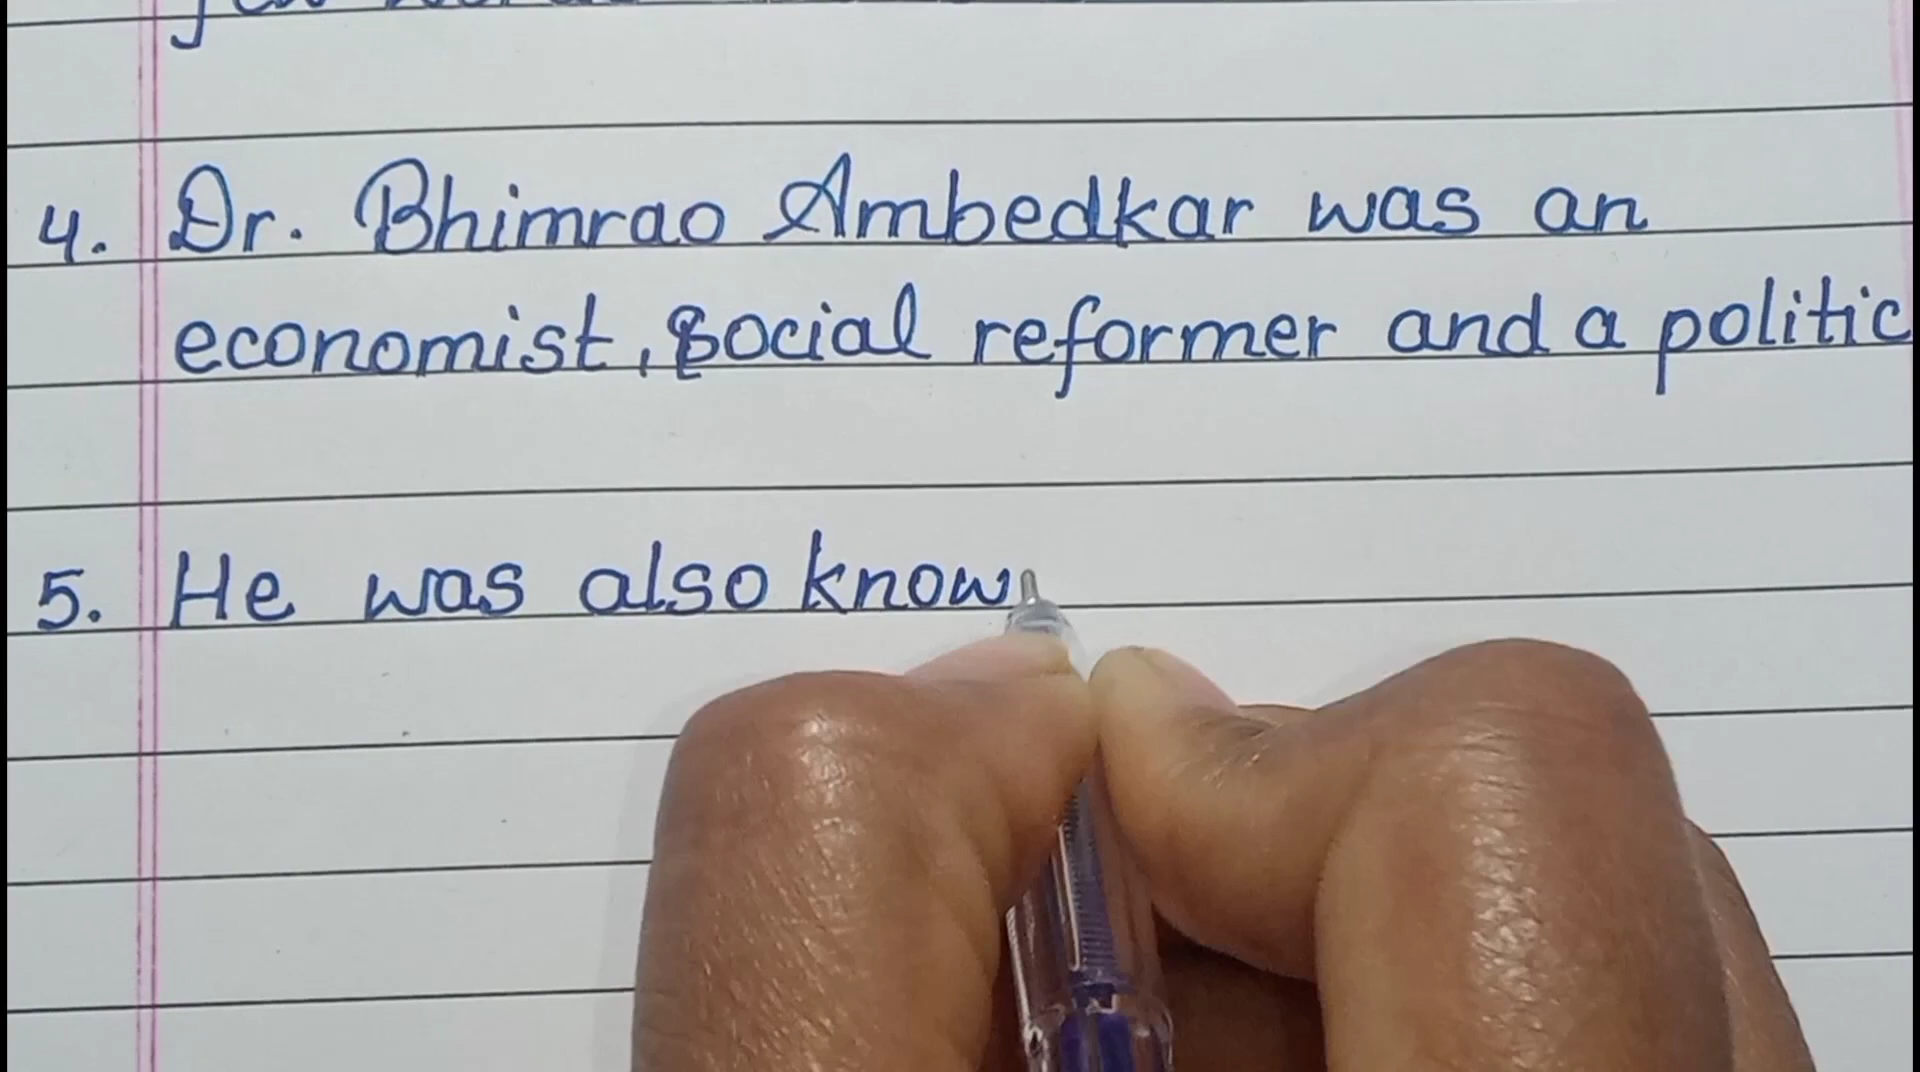 4. Dr. Bhimrao Ambedkar was an
economist, social reformer and a politic
5. He was also know